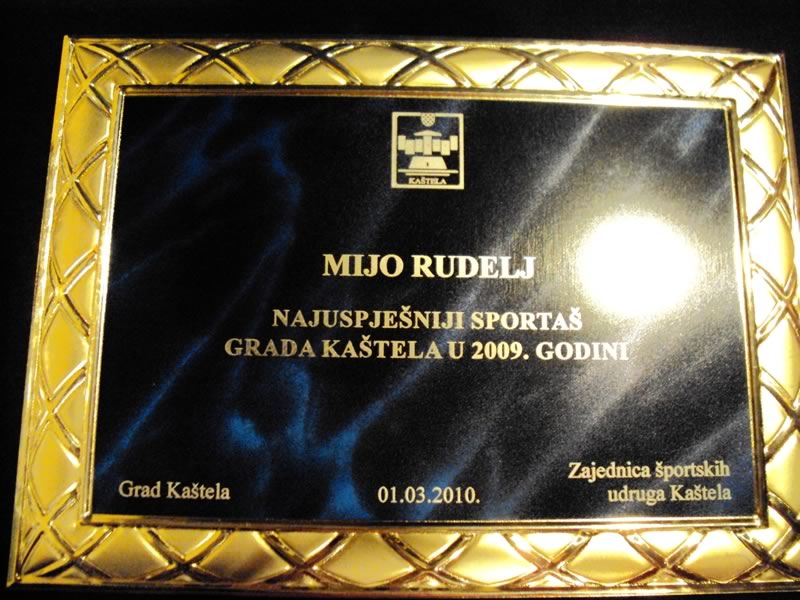 KAŠTELA
MIJO RUDELJ
NAJUSPJEŠNIJI SPORTAŠ
GRADA KAŠTELA U 2009. GODINI
Grad Kaštela
01.03.2010.
Zajednica športskih
udruga Kaštela